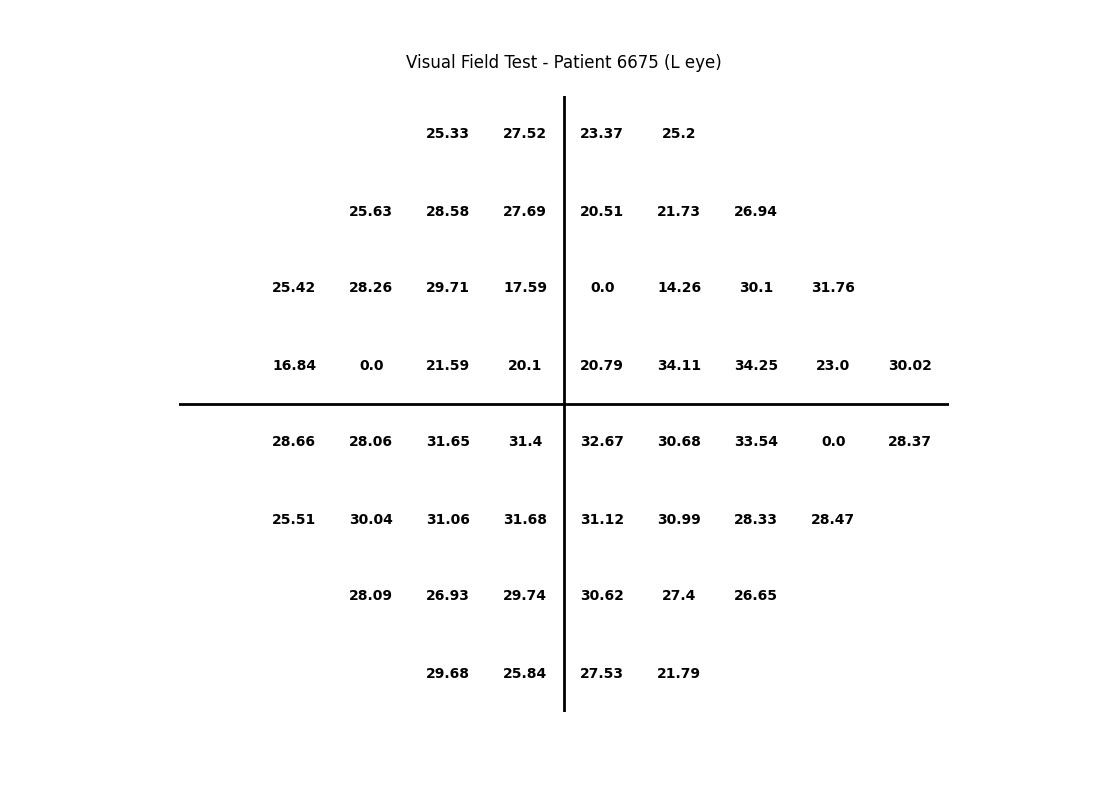 Visual Field Test - Patient 6675 (L eye)
25.33 27.52 23.37 25.2
25.63 28.58 27.69 20.51 21.73 26.94
25.42 28.26 29.71 17.59 0.0 14.26 30.1 31.76
16.84 0.0 21.59 20.1 20.79 34.11 34.25 23.0 30.02
28.66 28.06 31.65 31.4 32.67 30.68 33.54 0.0 28.37
25.51 30.04 31.06 31.68 31.12 30.99 28.33 28.47
28.09 26.93 29.74 30.62 27.4 26.65
29.68 25.84 27.53 21.79